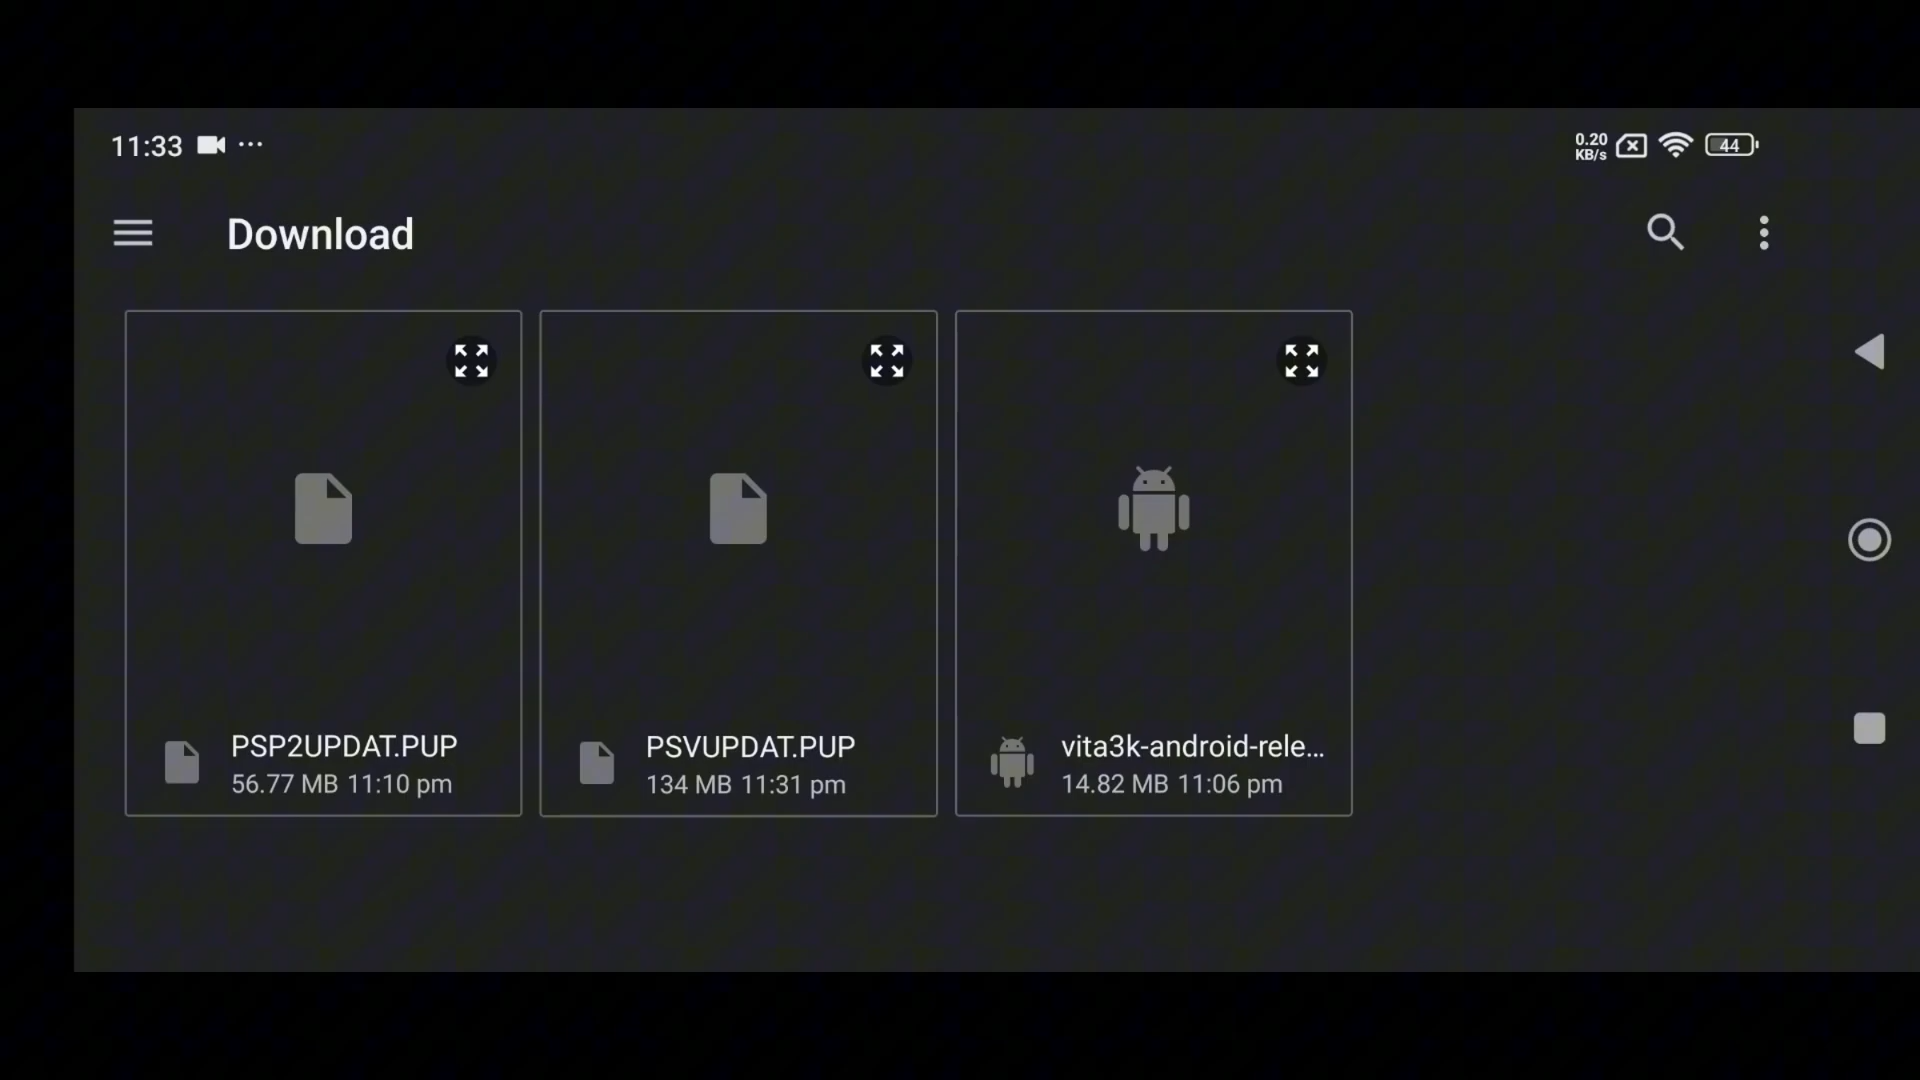 11:33
0.20
KB/s
44
Download
PSP2UPDAT.PUP
56.77 MB 11:10 pm
PSVUPDAT.PUP
134 MB 11:31 pm
vita3k-android-rele...
14.82 MB 11:06 pm